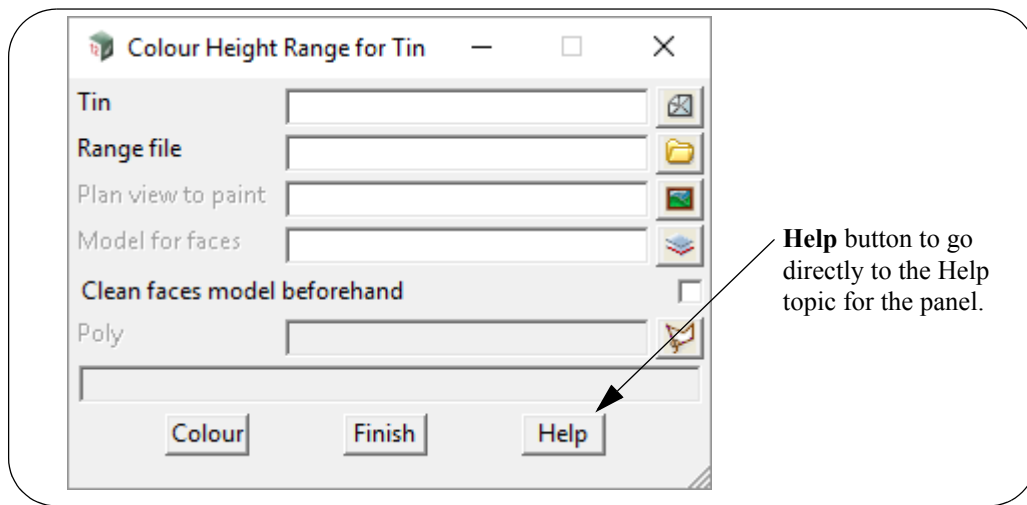 Colour Height Range for Tin
Tin
Range file
Plan view to paint
Model for faces
Clean faces model beforehand
Poly
Colour Finish Help
Help button to go
directly to the Help
topic for the panel.